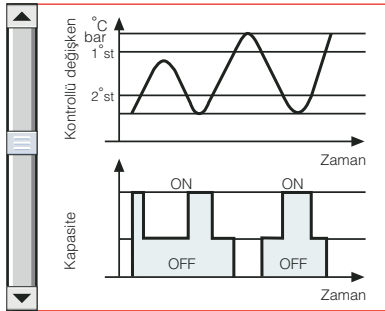 °C
bar
1°st
2°st
Kontrollü değişken
Zaman
ON
ON
OFF
OFF
Kapasite
Zaman